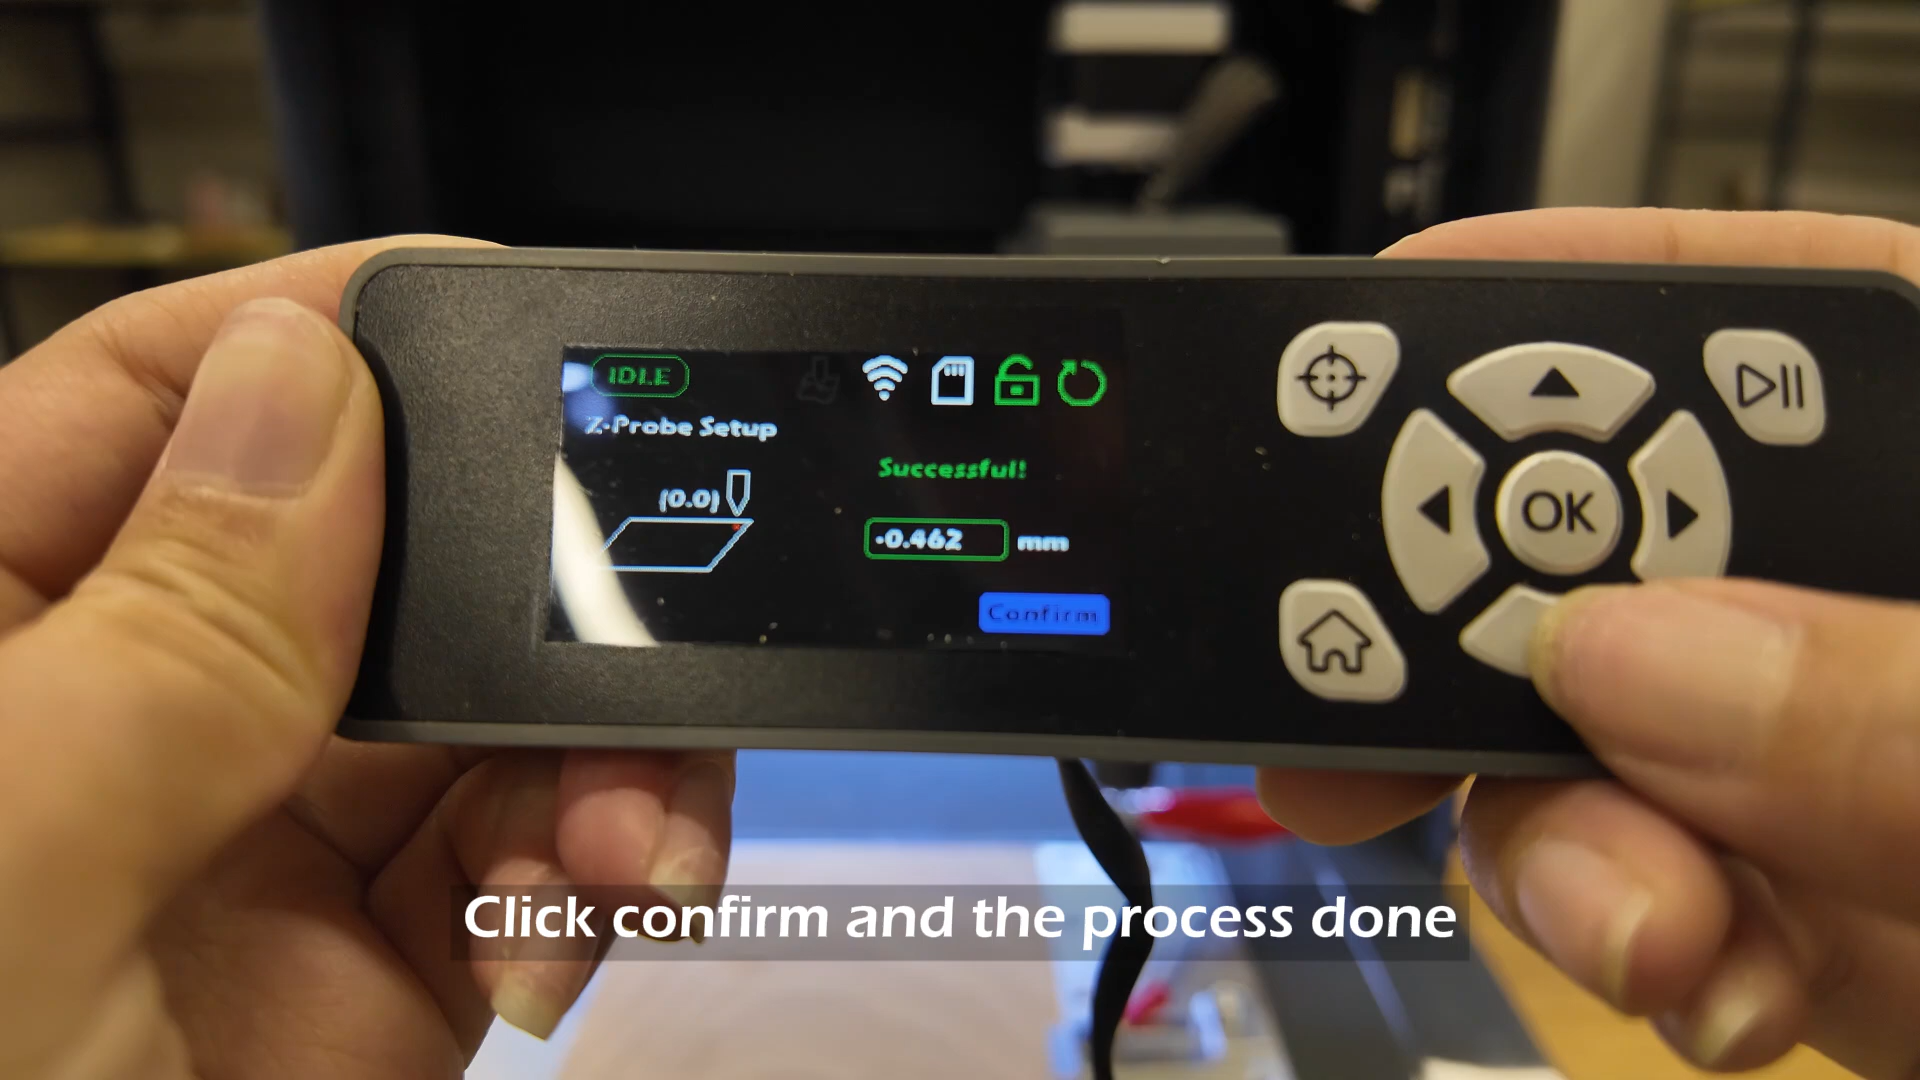 IDLE
Z-Probe Setup
Successful!
(0.0)
-0.462 mm
Confirm
OK
Click confirm and the process done